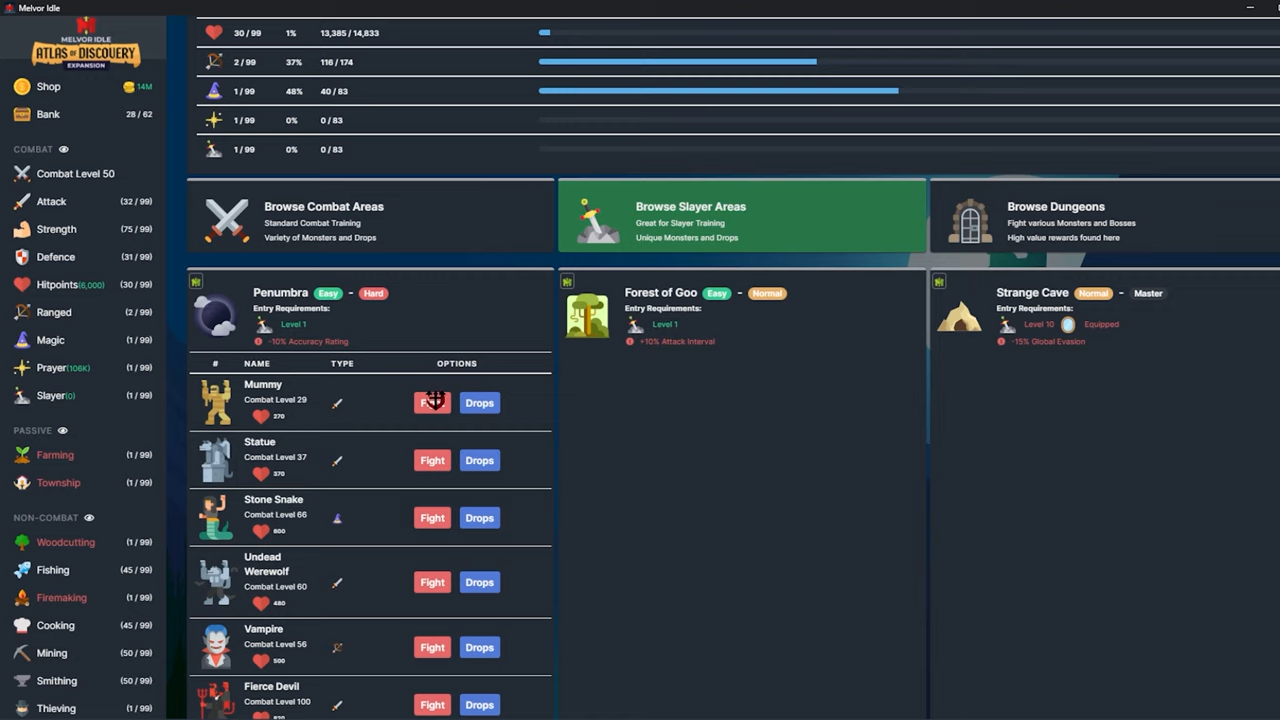 Melvor Idle
MELVOR IDLE
ATLAS OF DISCOVERY
EXPANSION
Shop 14M
Bank 28 / 62
COMBAT
Combat Level 50
Attack (32 / 99)
Strength (75 / 99)
Defence (31 / 99)
Hitpoints(6,000) (30 / 99)
Ranged (2 / 99)
Magic (1 / 99)
Prayer(106K) (1 / 99)
Slayer(0) (1 / 99)
PASSIVE
Farming (1 / 99)
Township (1 / 99)
NON-COMBAT
Woodcutting (1 / 99)
Fishing (45 / 99)
Firemaking (1 / 99)
Cooking (45 / 99)
Mining (50 / 99)
Smithing (50 / 99)
Thieving (1 / 99)
30 / 99 1% 13,385 / 14,833
2 / 99 37% 116 / 174
1 / 99 48% 40 / 83
1 / 99 0% 0 / 83
1 / 99 0% 0 / 83
Browse Combat Areas
Standard Combat Training
Variety of Monsters and Drops
Browse Slayer Areas
Great for Slayer Training
Unique Monsters and Drops
Browse Dungeons
Fight various Monsters and Bosses
High value rewards found here
Penumbra Easy - Hard
Entry Requirements:
Level 1
-10% Accuracy Rating
# NAME TYPE OPTIONS
Mummy
Combat Level 29
270
Drops
Statue
Combat Level 37
370
Fight Drops
Stone Snake
Combat Level 66
600
Fight Drops
Undead
Werewolf
Combat Level 60
480
Fight Drops
Vampire
Combat Level 56
500
Fight Drops
Fierce Devil
Combat Level 100
Fight Drops
Forest of Goo Easy - Normal
Entry Requirements:
Level 1
+10% Attack Interval
Strange Cave Normal - Master
Entry Requirements:
Level 10 Equipped
-15% Global Evasion